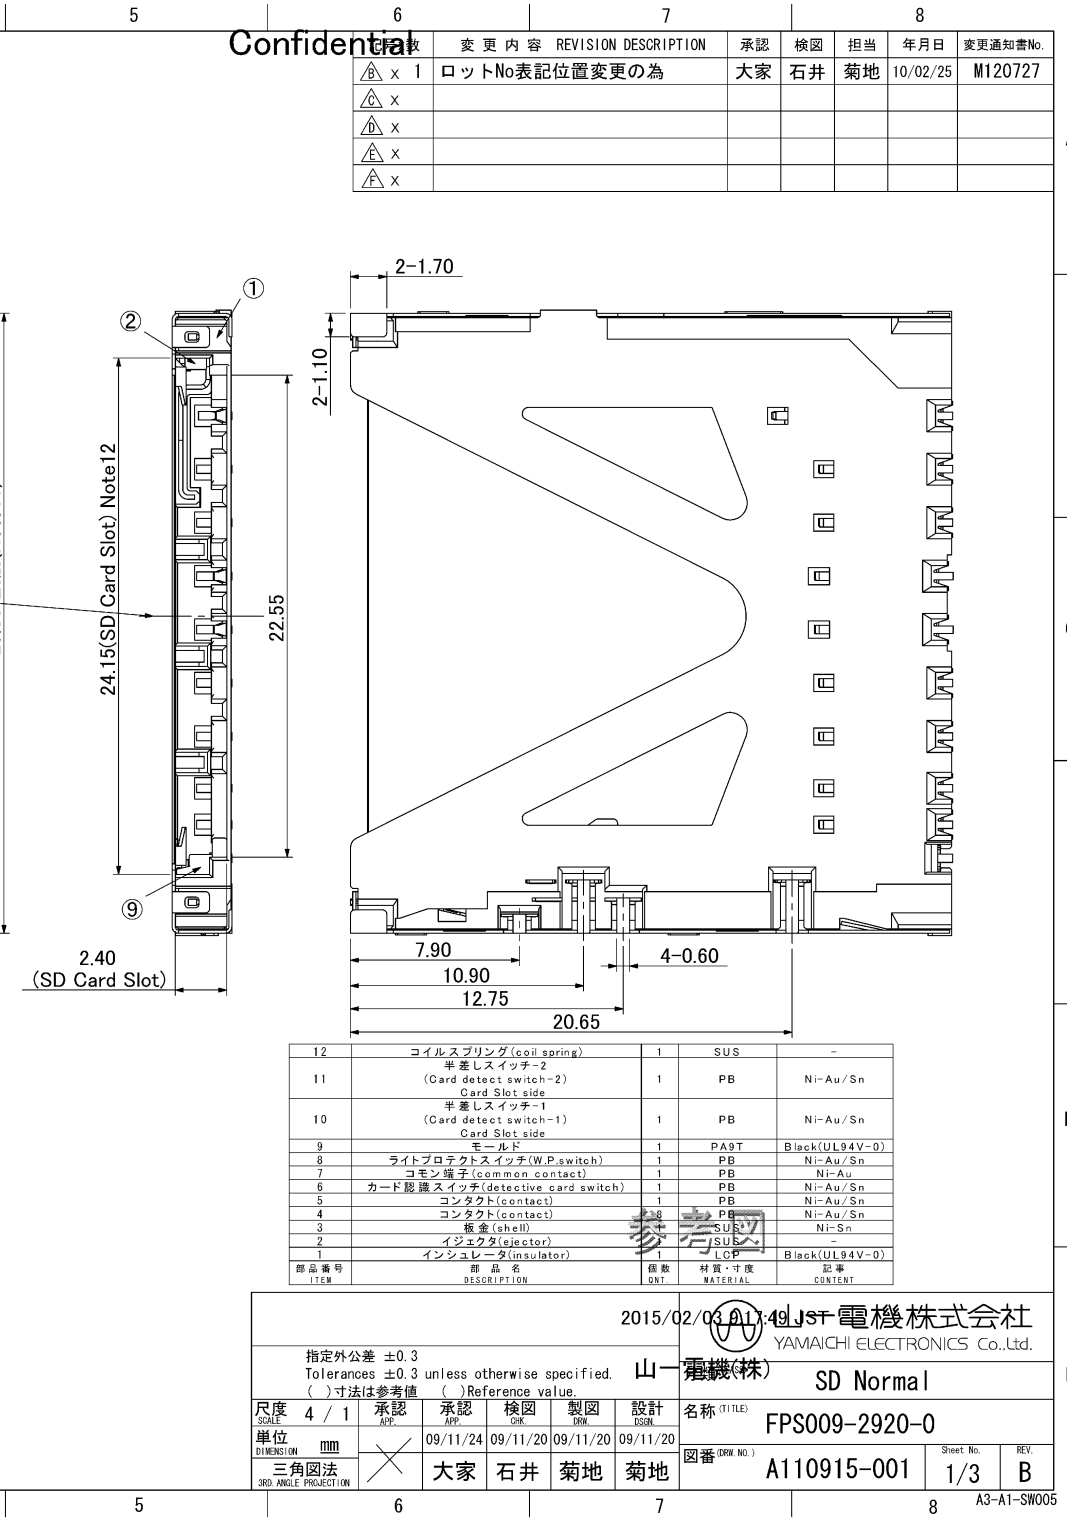 5 6 7 8
Confidential
変 更 内 容 REVISION DESCRIPTION 承認 検図 担当 年月日 変更通知書No.
B x 1 ロットNo表記位置変更の為 大家 石井 菊地 10/02/25 M120727
C x
D x
E x
F x
2-1.70
①
②
2-1.10
24.15(SD Card Slot) Note12
22.55
⑨
2.40
(SD Card Slot)
7.90
4-0.60
10.90
12.75
20.65
12 コイルスプリング(coil spring) 1 SUS -
半差しスイッチ-2
11 (Card detect switch-2) 1 PB Ni-Au/Sn
Card Slot side
半差しスイッチ-1
10 (Card detect switch-1) 1 PB Ni-Au/Sn
Card Slot side
9 モールド 1 PA9T Black(UL94V-0)
8 ライトプロテクトスイッチ(W.P.switch) 1 PB Ni-Au/Sn
7 コモン端子(common contact) 1 PB Ni-Au
6 カード認識スイッチ(detective card switch) 1 PB Ni-Au/Sn
5 コンタクト(contact) 1 PB Ni-Au/Sn
4 コンタクト(contact) 8 PB Ni-Au/Sn
3 板金(shell) SUS Ni-Sn
2 イジェクタ(ejector) SUS -
1 インシュレータ(insulator) 1 LCP Black(UL94V-0)
部品番号 部 品 名 個数 材質・寸度 記事
ITEM DESCRIPTION QNT. MATERIAL CONTENT
参考図
2015/02/03 9:17:49 JST
山一電機株式会社
YAMAICHI ELECTRONICS Co.,Ltd.
山一電機(株)
指定外公差 ±0.3
Tolerances ±0.3 unless otherwise specified.
( )寸法は参考値 ( )Reference value.
SD Normal
尺度 SCALE 4 / 1 承認 APP. 承認 APP. 検図 CHK. 製図 DRW. 設計 DSGN.
名称(TITLE) FPS009-2920-0
単位 DIMENSION mm 09/11/24 09/11/20 09/11/20 09/11/20
三角図法 3RD. ANGLE PROJECTION 大家 石井 菊地 菊地
図番(DRW.NO.) A110915-001 Sheet No. 1/3 REV. B
5 6 7 8
A3-A1-SW005